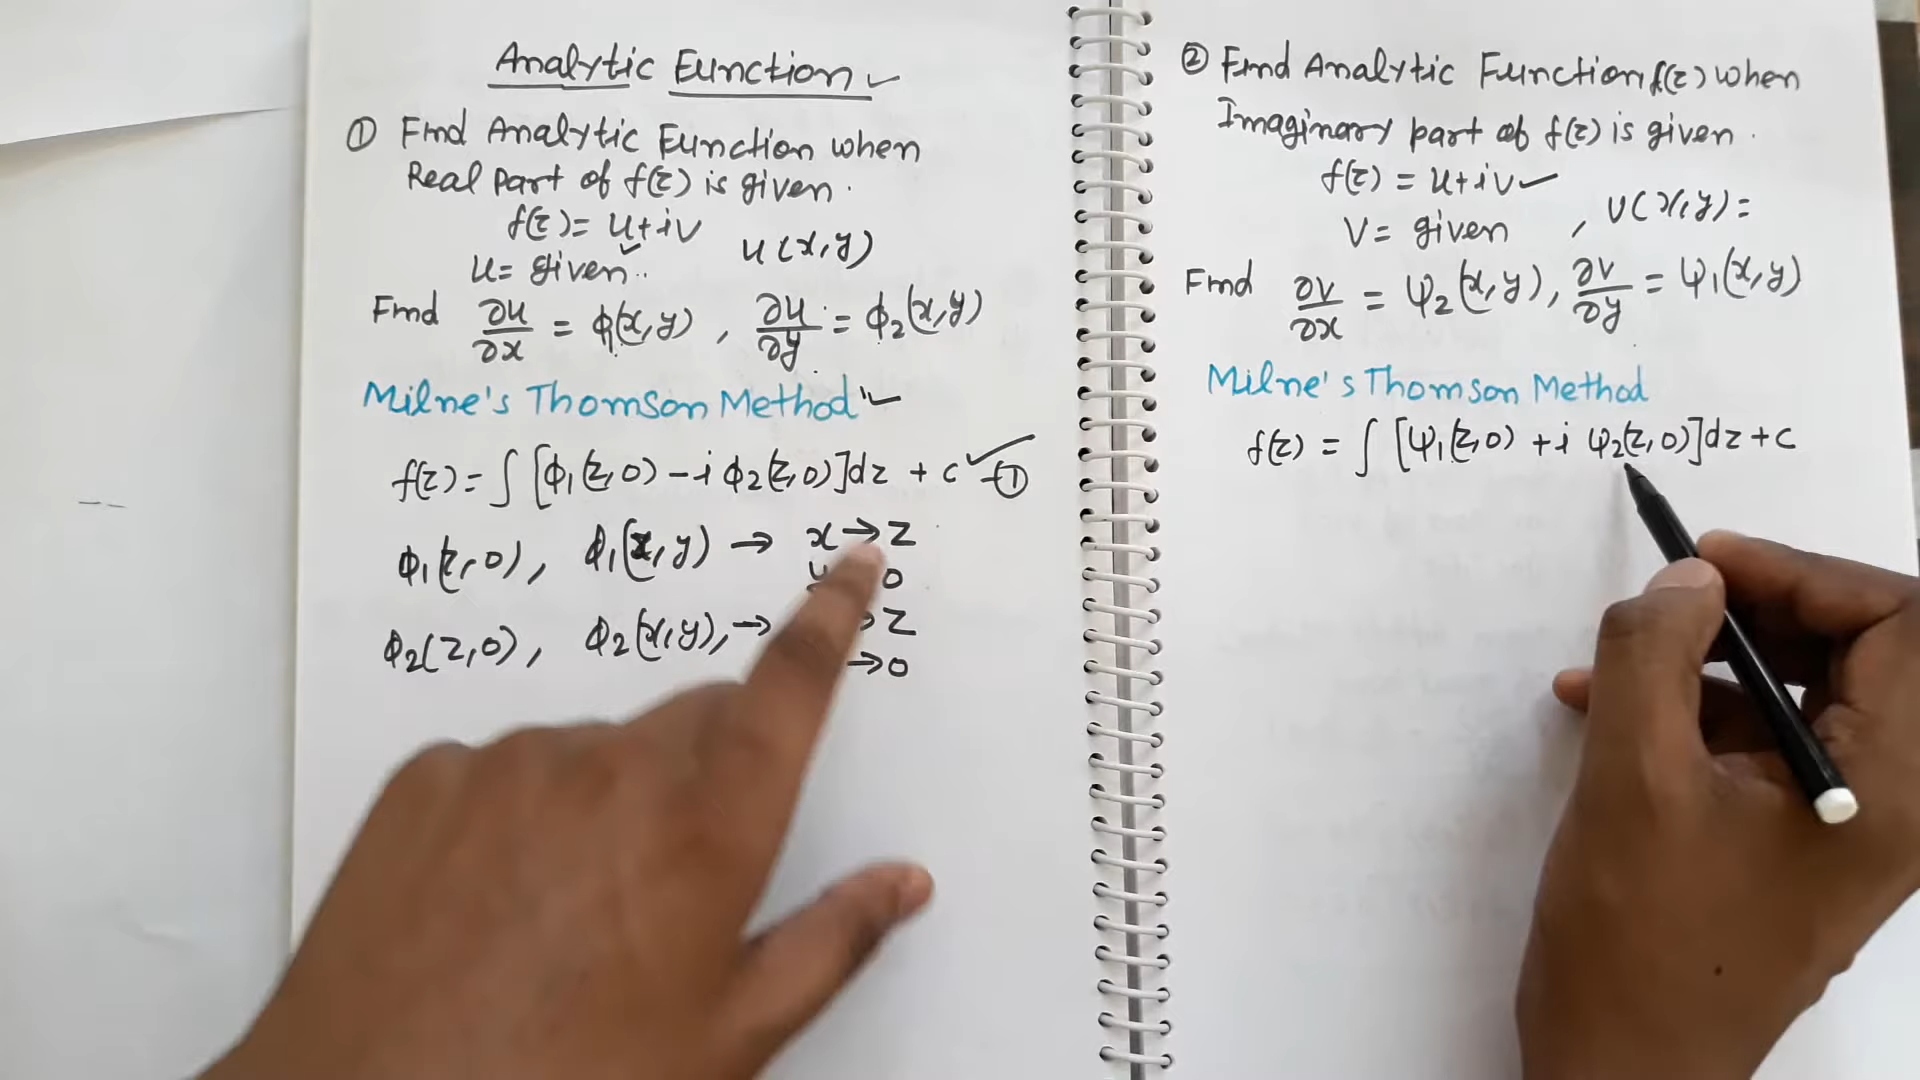 Analytic Function
① Find Analytic Function when
Real Part of f(z) is given.
f(z) = u+iv
u(x,y)
u= given..
Find ∂u/∂x = ϕ₁(x,y), ∂u/∂y = ϕ₂(x,y)
Milne's Thomson Method
f(z) = ∫ [ϕ₁(z,0) – i ϕ₂(z,0)]dz + c –①
ϕ₁(z,0), ϕ₁(x,y) → x → z
0
ϕ₂(z,0), ϕ₂(x,y), → → z
→ 0
② Find Analytic Function f(z) when
Imaginary part of f(z) is given.
f(z) = u+iv
V = given , v(x,y) =
Find ∂v/∂x = ψ₂(x,y), ∂v/∂y = ψ₁(x,y)
Milne's Thomson Method
f(z) = ∫ [ψ₁(z,0) + i ψ₂(z,0)]dz + c